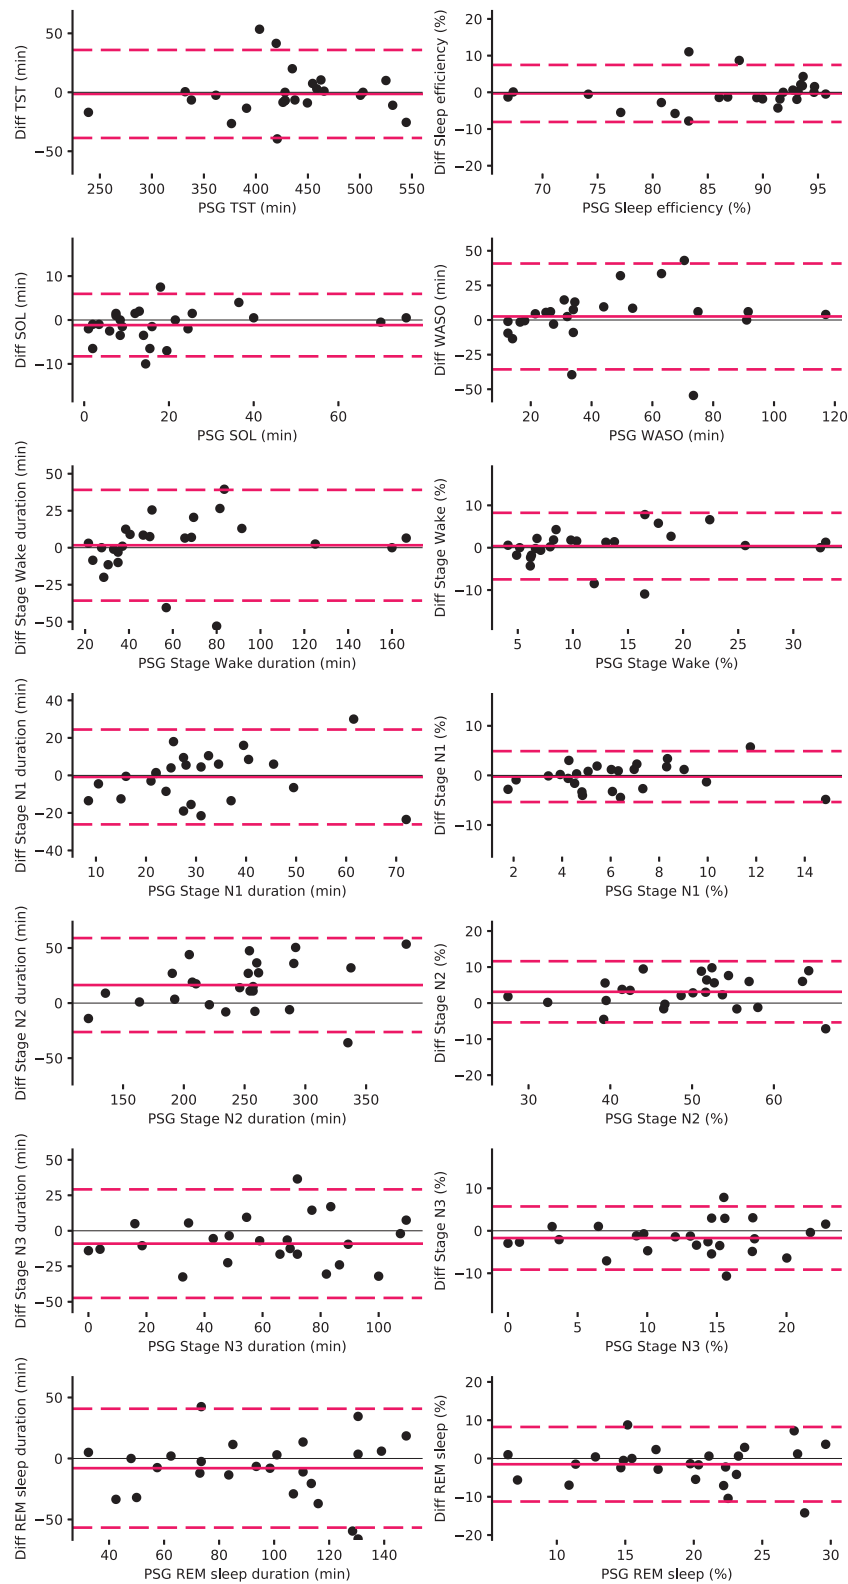 Diff TST (min)
50
0
−50
250 300 350 400 450 500 550
PSG TST (min)
Diff Sleep efficiency (%)
20
10
0
−10
−20
70 75 80 85 90 95
PSG Sleep efficiency (%)
Diff SOL (min)
10
0
−10
0 20 40 60
PSG SOL (min)
Diff WASO (min)
50
25
0
−25
−50
20 40 60 80 100 120
PSG WASO (min)
Diff Stage Wake duration (min)
50
25
0
−25
−50
20 40 60 80 100 120 140 160
PSG Stage Wake duration (min)
Diff Stage Wake (%)
10
0
−10
5 10 15 20 25 30
PSG Stage Wake (%)
Diff Stage N1 duration (min)
40
20
0
−20
−40
10 20 30 40 50 60 70
PSG Stage N1 duration (min)
Diff Stage N1 (%)
10
0
−10
2 4 6 8 10 12 14
PSG Stage N1 (%)
Diff Stage N2 duration (min)
50
0
−50
150 200 250 300 350
PSG Stage N2 duration (min)
Diff Stage N2 (%)
20
10
0
−10
−20
30 40 50 60
PSG Stage N2 (%)
Diff Stage N3 duration (min)
50
25
0
−25
−50
0 20 40 60 80 100
PSG Stage N3 duration (min)
Diff Stage N3 (%)
10
0
−10
0 5 10 15 20
PSG Stage N3 (%)
Diff REM sleep duration (min)
50
0
−50
40 60 80 100 120 140
PSG REM sleep duration (min)
Diff REM sleep (%)
20
10
0
−10
−20
10 15 20 25 30
PSG REM sleep (%)